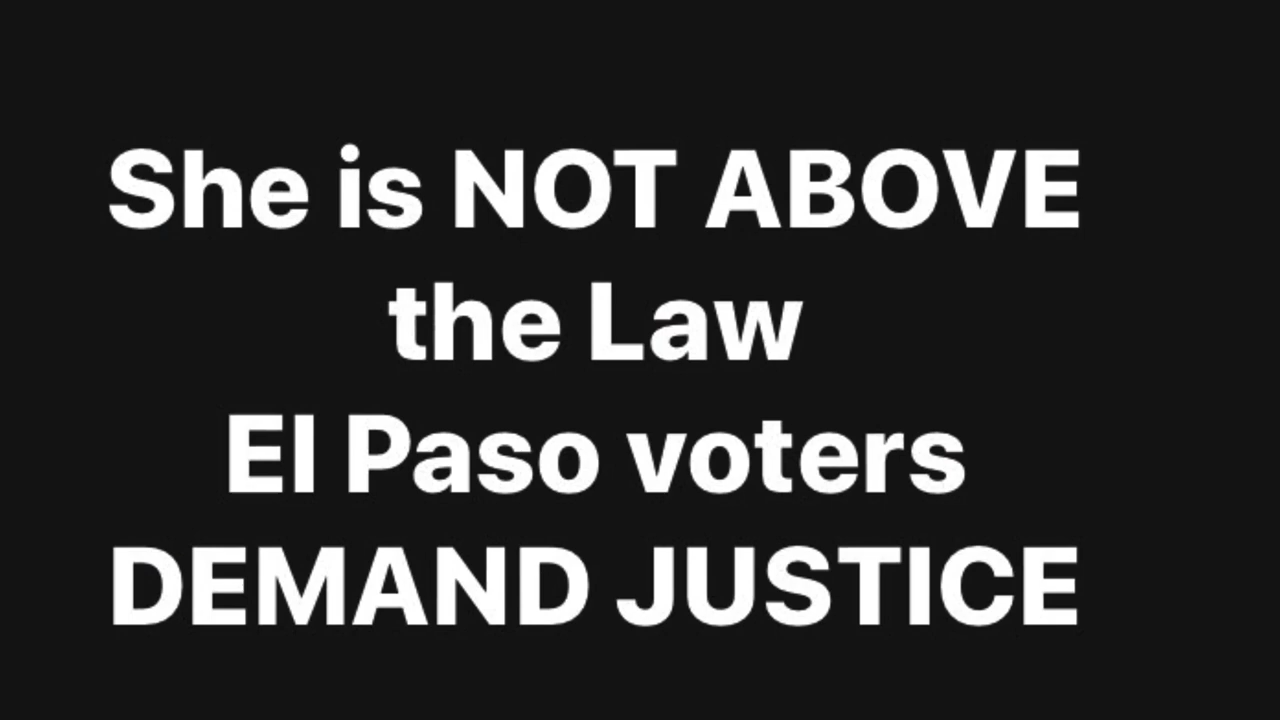 She is NOT ABOVE
the Law
El Paso voters
DEMAND JUSTICE